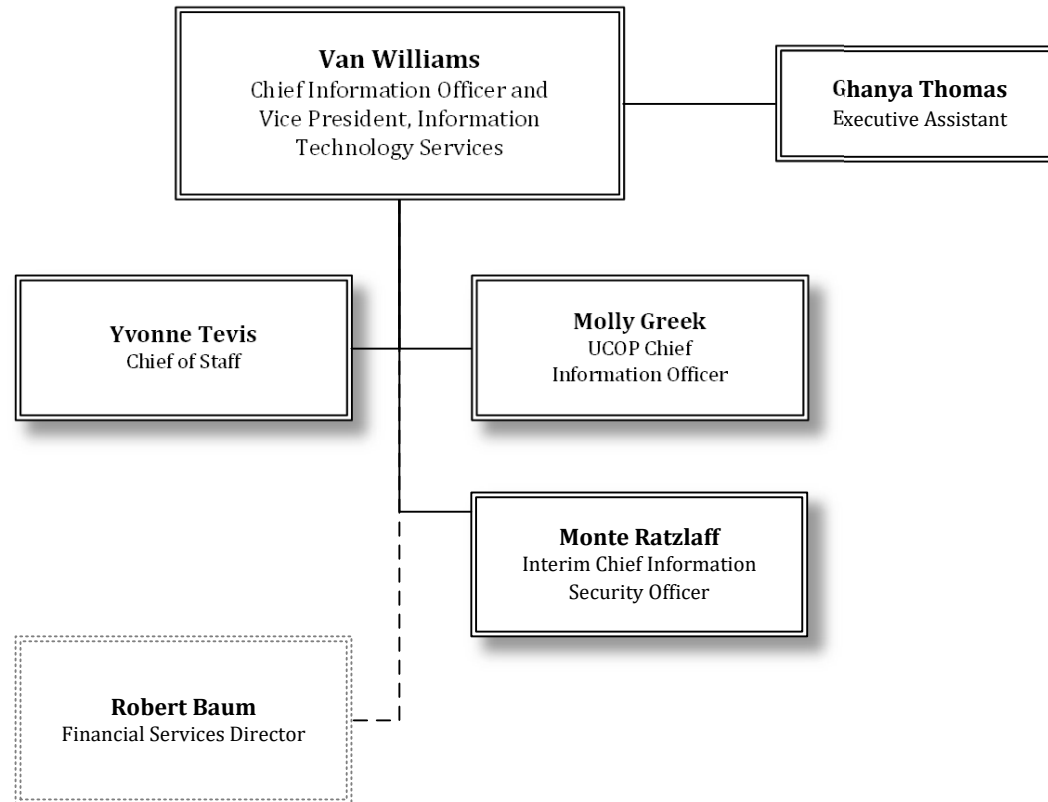 Van Williams
Chief Information Officer and
Vice President, Information
Technology Services
Ghanya Thomas
Executive Assistant
Yvonne Tevis
Chief of Staff
Molly Greek
UCOP Chief
Information Officer
Monte Ratzlaff
Interim Chief Information
Security Officer
Robert Baum
Financial Services Director